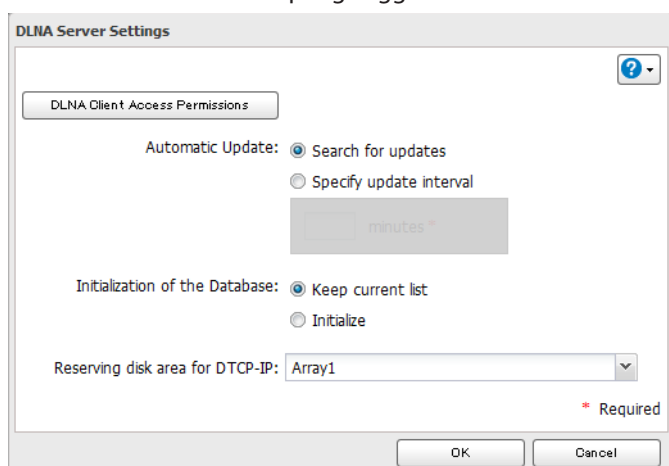 DLNA Server Settings
DLNA Client Access Permissions
Automatic Update: Search for updates
Specify update interval
minutes *
Initialization of the Database: Keep current list
Initialize
Reserving disk area for DTCP-IP: Array1
* Required
OK Cancel